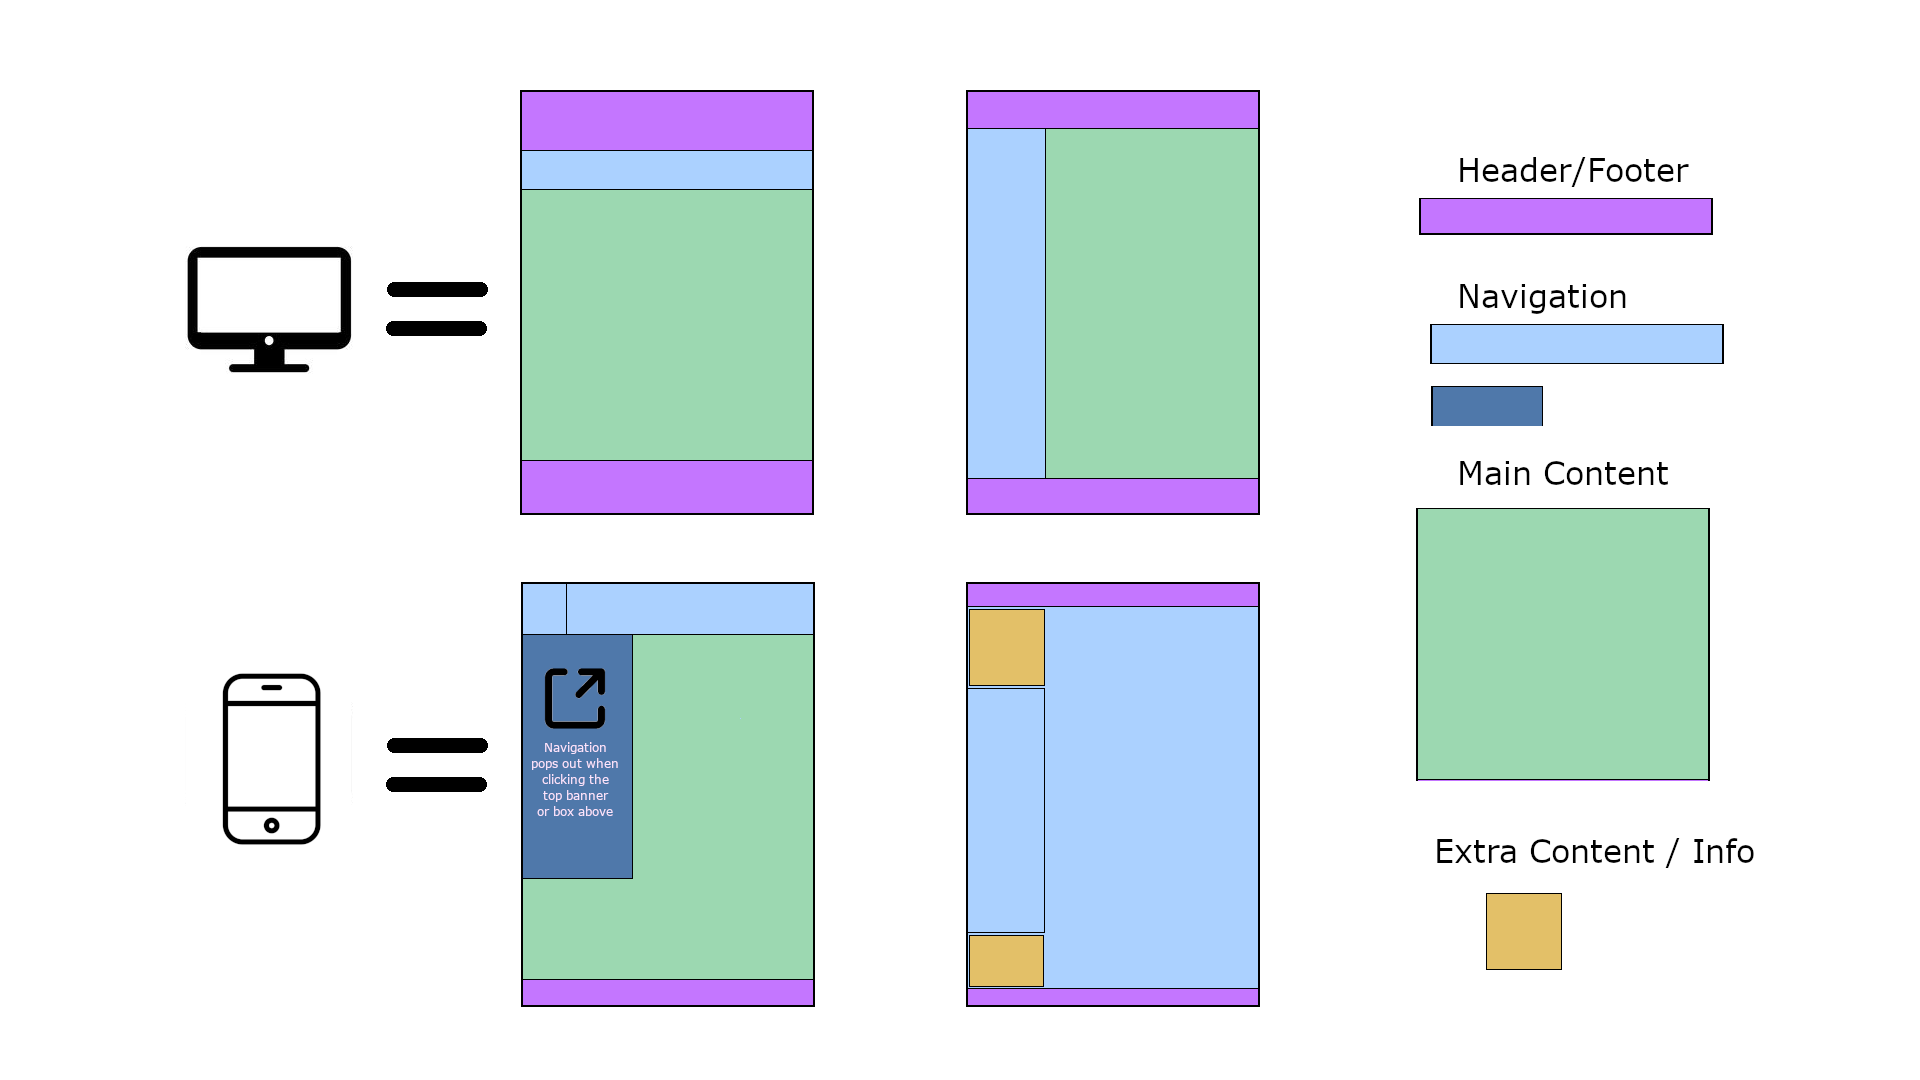 Header/Footer
Navigation
Main Content
Extra Content / Info
Navigation
pops out when
clicking the
top banner
or box above